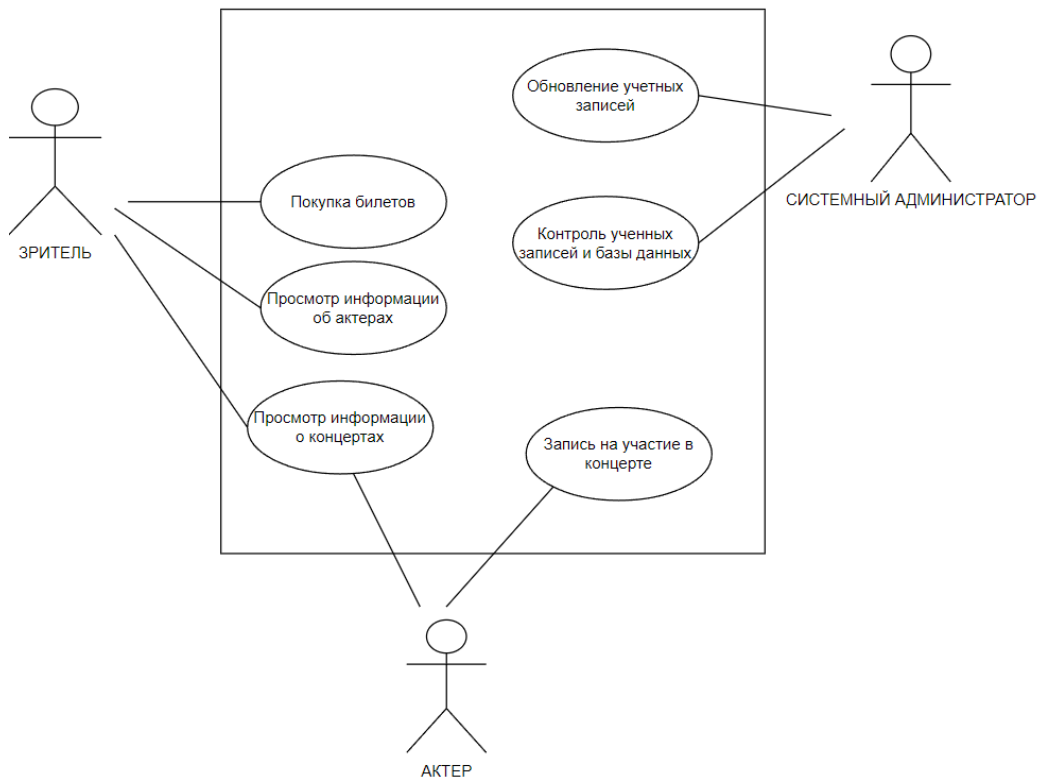 Обновление учетных
записей
СИСТЕМНЫЙ АДМИНИСТРАТОР
Покупка билетов
Контроль ученных
записей и базы данных
ЗРИТЕЛЬ
Просмотр информации
об актерах
Просмотр информации
о концертах
Запись на участие в
концерте
АКТЕР